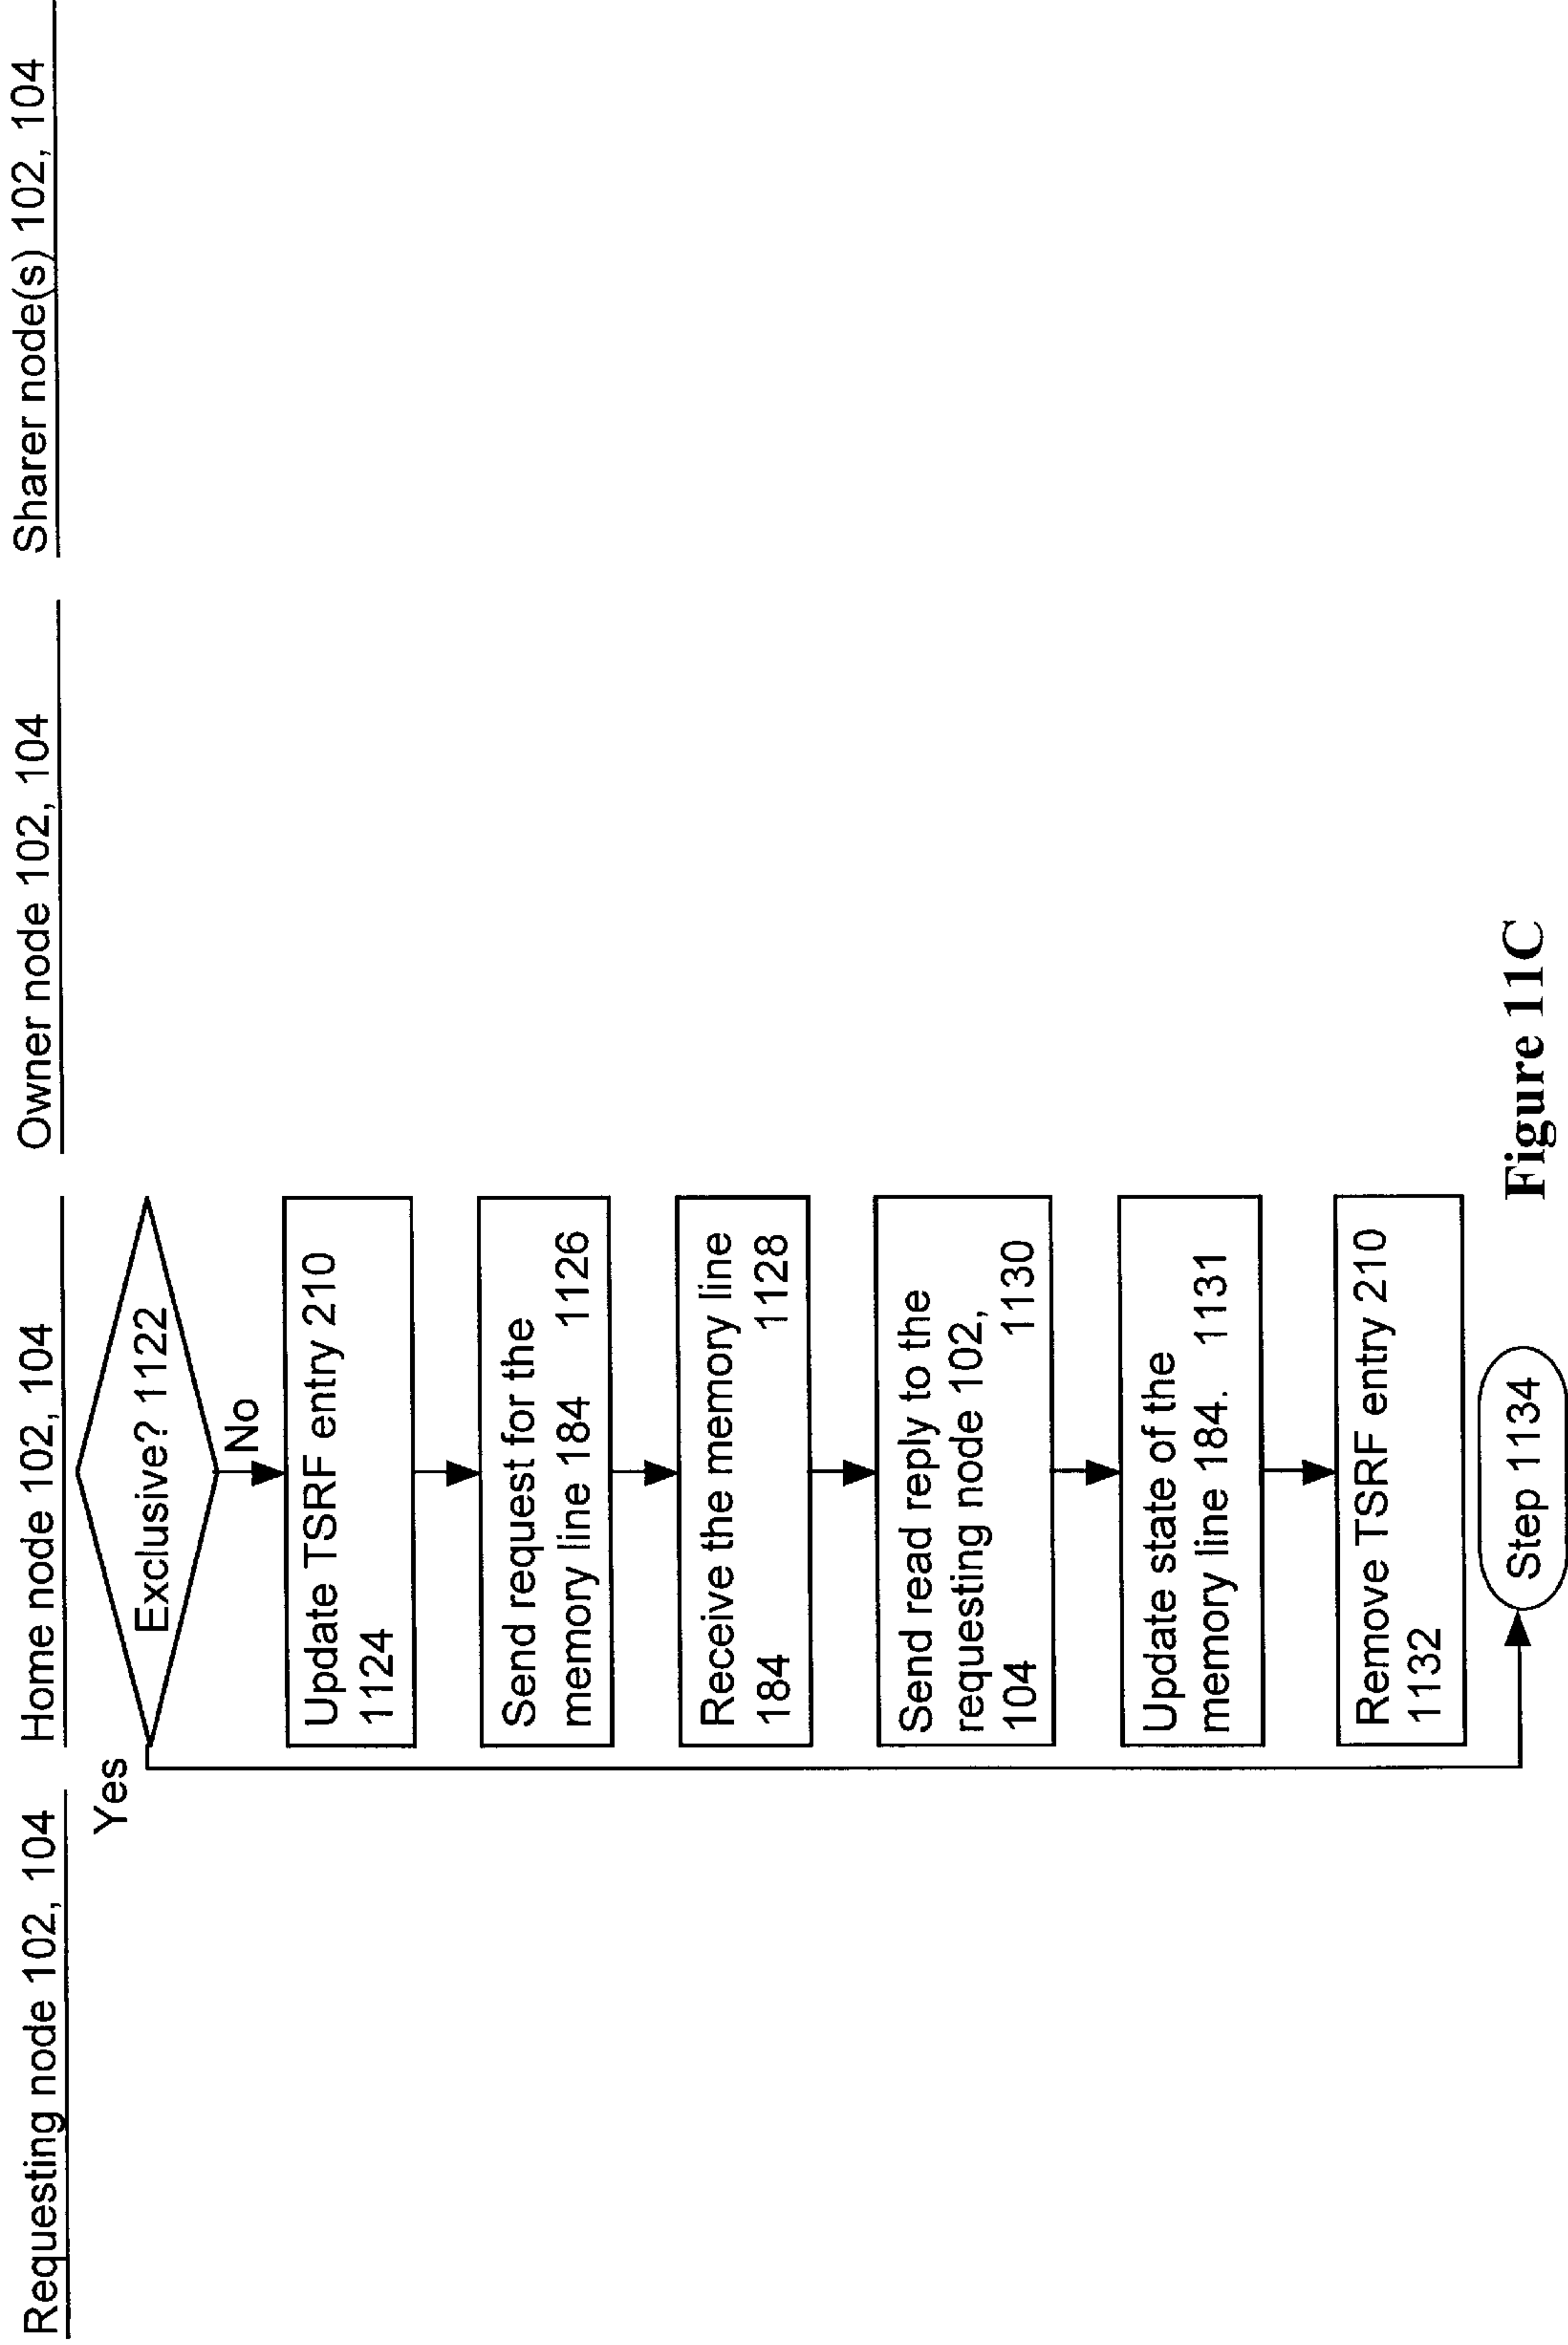 Requesting node 102, 104
Home node 102, 104
Owner node 102, 104
Sharer node(s) 102, 104
Yes
Exclusive? 1122
No
Update TSRF entry 210
1124
Send request for the
memory line 184 1126
Receive the memory line
184 1128
Send read reply to the
requesting node 102,
104 1130
Update state of the
memory line 184. 1131
Remove TSRF entry 210
1132
Step 1134
Figure 11C